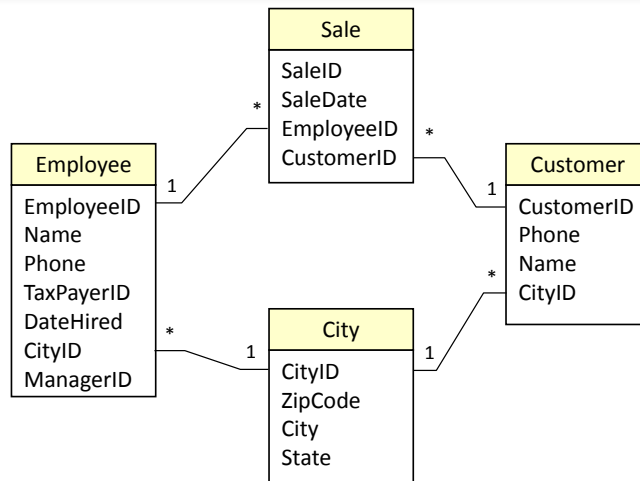 Sale
SaleID
SaleDate
EmployeeID
CustomerID
*
*
Employee
EmployeeID
Name
Phone
TaxPayerID
DateHired
CityID
ManagerID
1
*
Customer
CustomerID
Phone
Name
CityID
1
*
City
CityID
ZipCode
City
State
1
1